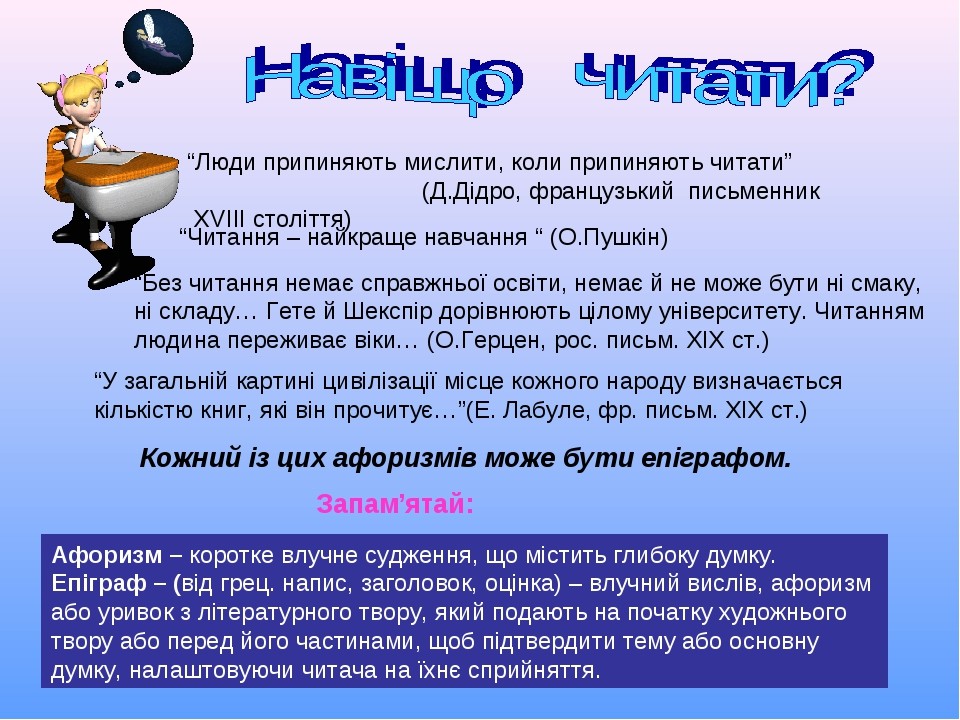 Навіщо читати?
“Люди припиняють мислити, коли припиняють читати”
(Д.Дідро, французький письменник
XVIII століття)
“Читання – найкраще навчання “ (О.Пушкін)
“Без читання немає справжньої освіти, немає й не може бути ні смаку,
ні складу… Гете й Шекспір дорівнюють цілому університету. Читанням
людина переживає віки… (О.Герцен, рос. письм. XIX ст.)
“У загальній картині цивілізації місце кожного народу визначається
кількістю книг, які він прочитує…”(Е. Лабуле, фр. письм. XIX ст.)
Кожний із цих афоризмів може бути епіграфом.
Запам’ятай:
Афоризм – коротке влучне судження, що містить глибоку думку.
Епіграф – (від грец. напис, заголовок, оцінка) – влучний вислів, афоризм
або уривок з літературного твору, який подають на початку художнього
твору або перед його частинами, щоб підтвердити тему або основну
думку, налаштовуючи читача на їхнє сприйняття.